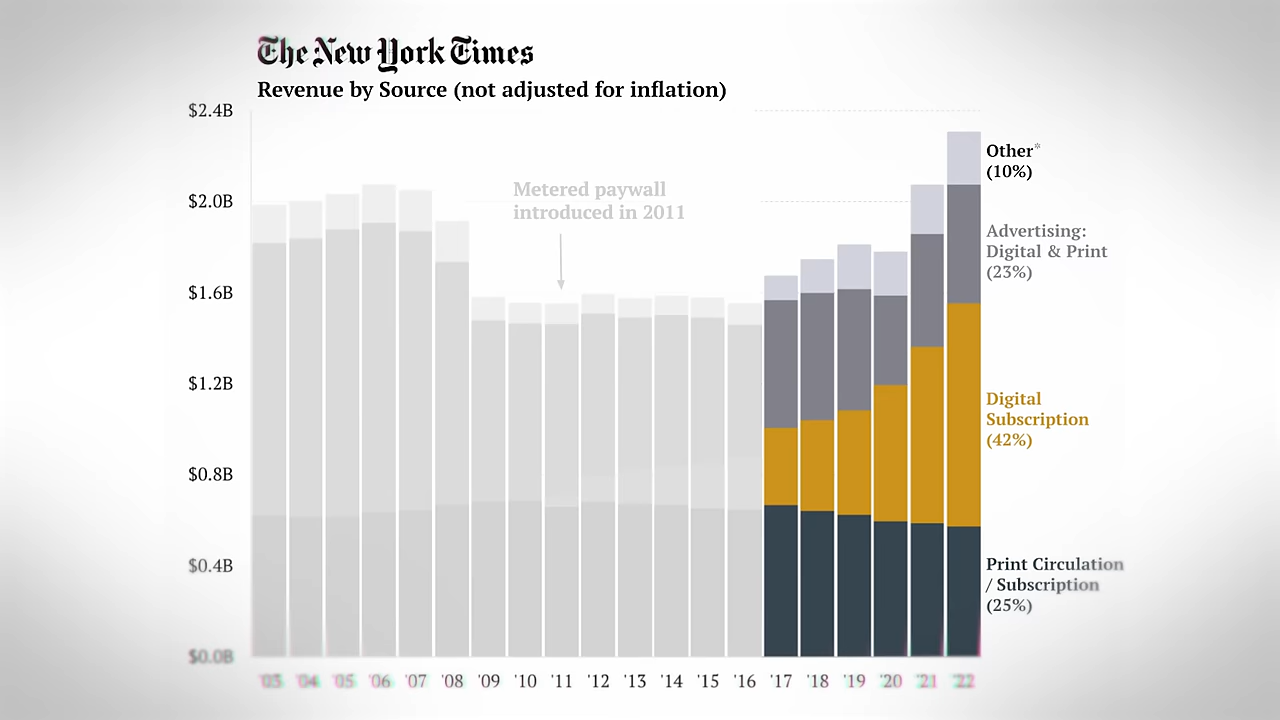 The New York Times
Revenue by Source (not adjusted for inflation)
$2.4B
$2.0B
$1.6B
$1.2B
$0.8B
$0.4B
$0.0B
Metered paywall
introduced in 2011
Other*
(10%)
Advertising:
Digital & Print
(23%)
Digital
Subscription
(42%)
Print Circulation
/ Subscription
(25%)
'03 '04 '05 '06 '07 '08 '09 '10 '11 '12 '13 '14 '15 '16 '17 '18 '19 '20 '21 '22